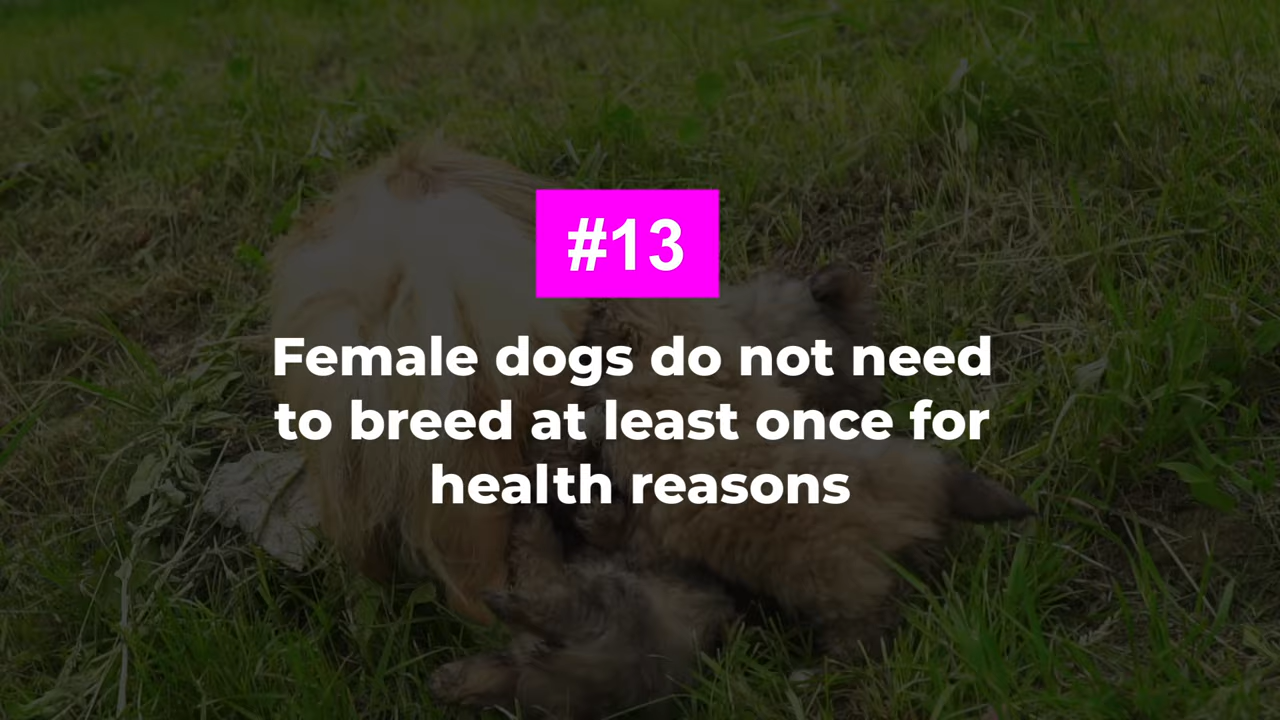 #13
Female dogs do not need
to breed at least once for
health reasons